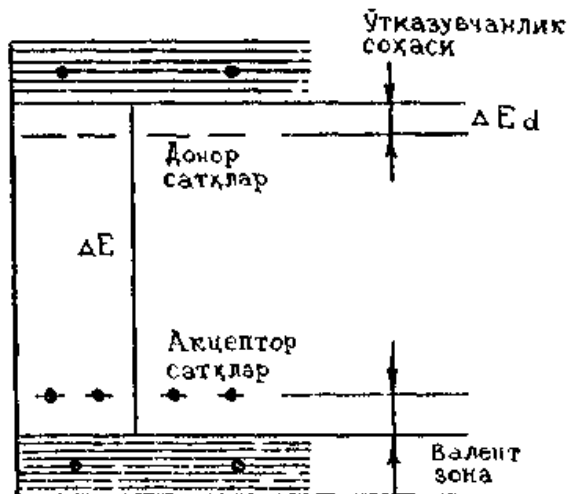 Ўтказувчанлик
соҳаси
ΔEd
Донор
сатҳлар
ΔE
Акцептор
сатҳлар
Валент
зона